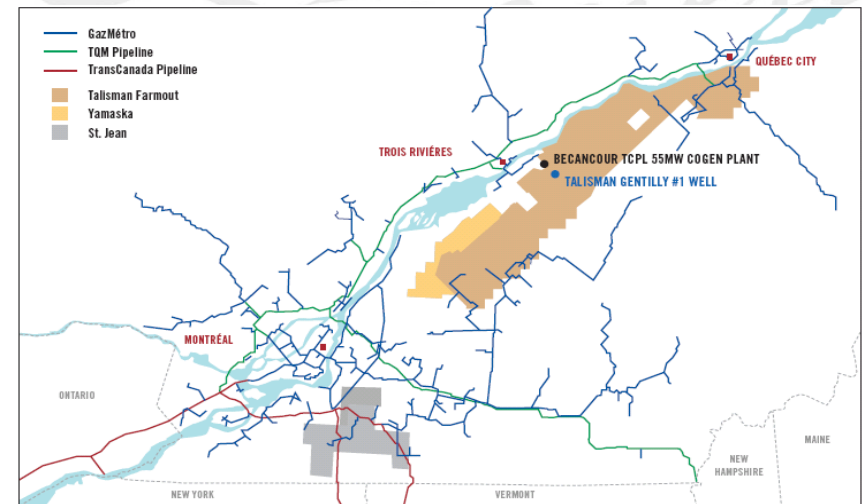 GazMétro
TQM Pipeline
TransCanada Pipeline
Talisman Farmout
Yamaska
St. Jean
QUÉBEC CITY
TROIS RIVIÉRES
BECANCOUR TCPL 55MW COGEN PLANT
TALISMAN GENTILLY #1 WELL
MONTRÉAL
ONTARIO
MAINE
NEW
HAMPSHIRE
NEW YORK
VERMONT